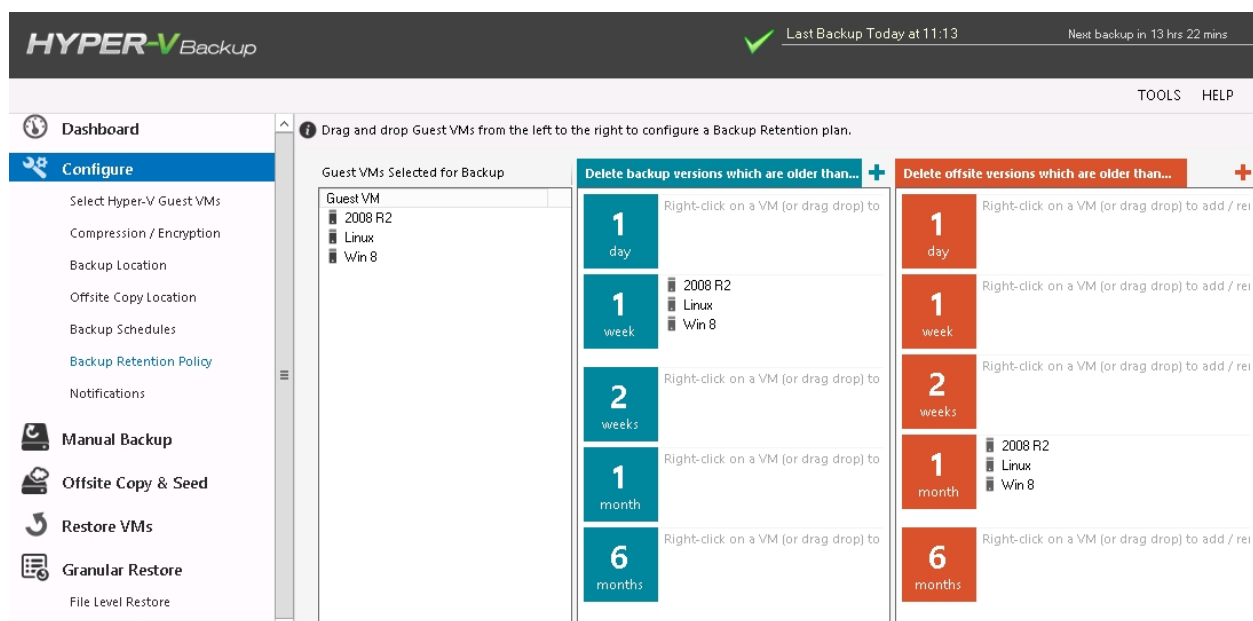 HYPER-V Backup
Last Backup Today at 11:13
Next backup in 13 hrs 22 mins
TOOLS HELP
Dashboard
Configure
Select Hyper-V Guest VMs
Compression / Encryption
Backup Location
Offsite Copy Location
Backup Schedules
Backup Retention Policy
Notifications
Manual Backup
Offsite Copy & Seed
Restore VMs
Granular Restore
File Level Restore
Drag and drop Guest VMs from the left to the right to configure a Backup Retention plan.
Guest VMs Selected for Backup
Guest VM
2008 R2
Linux
Win 8
Delete backup versions which are older than...
1
day
Right-click on a VM (or drag drop) to
1
week
2008 R2
Linux
Win 8
2
weeks
Right-click on a VM (or drag drop) to
1
month
Right-click on a VM (or drag drop) to
6
months
Right-click on a VM (or drag drop) to
Delete offsite versions which are older than...
1
day
Right-click on a VM (or drag drop) to add / rei
1
week
Right-click on a VM (or drag drop) to add / rei
2
weeks
Right-click on a VM (or drag drop) to add / rei
1
month
2008 R2
Linux
Win 8
6
months
Right-click on a VM (or drag drop) to add / rei